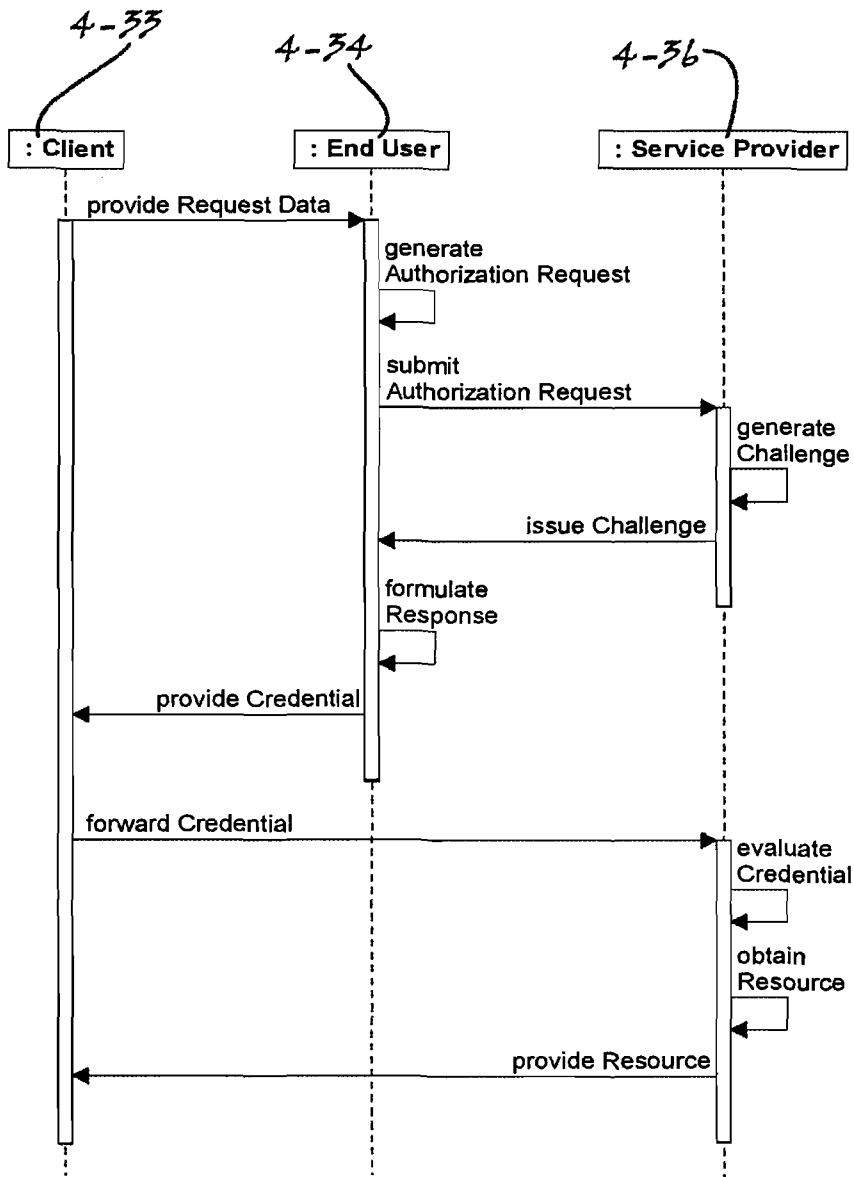 4-33
4-34
4-36
: Client
: End User
: Service Provider
provide Request Data
generate
Authorization Request
submit
Authorization Request
generate
Challenge
issue Challenge
formulate
Response
provide Credential
forward Credential
evaluate
Credential
obtain
Resource
provide Resource